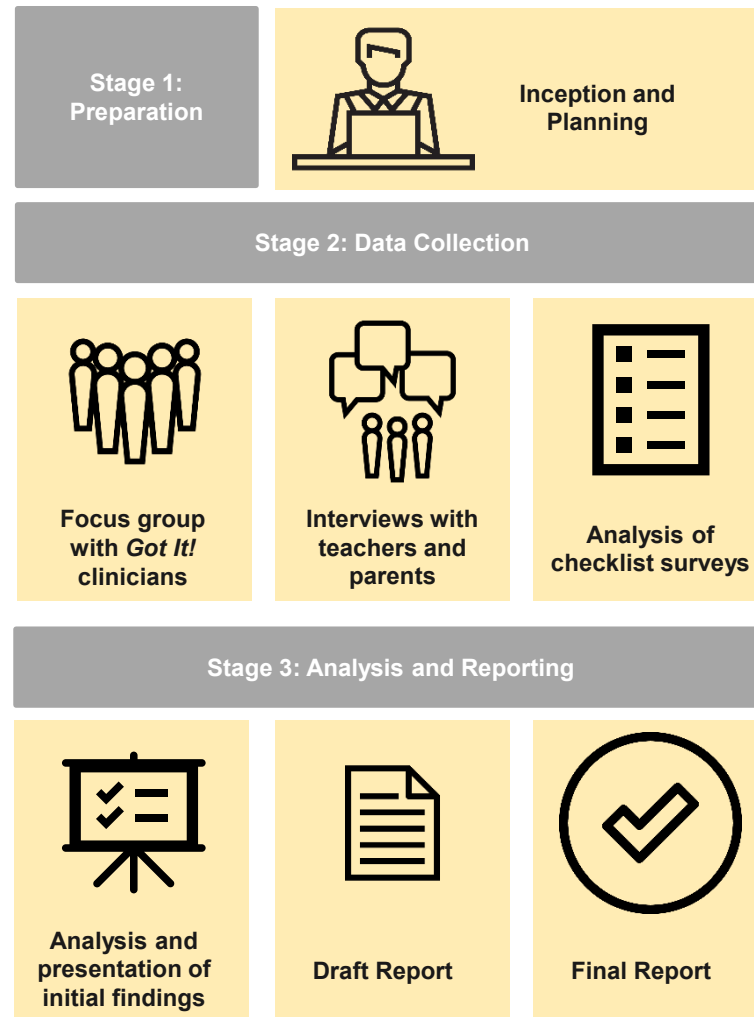 Stage 1:
Preparation
Inception and
Planning
Stage 2: Data Collection
Focus group
with Got It!
clinicians
Interviews with
teachers and
parents
Analysis of
checklist surveys
Stage 3: Analysis and Reporting
Analysis and
presentation of
initial findings
Draft Report
Final Report